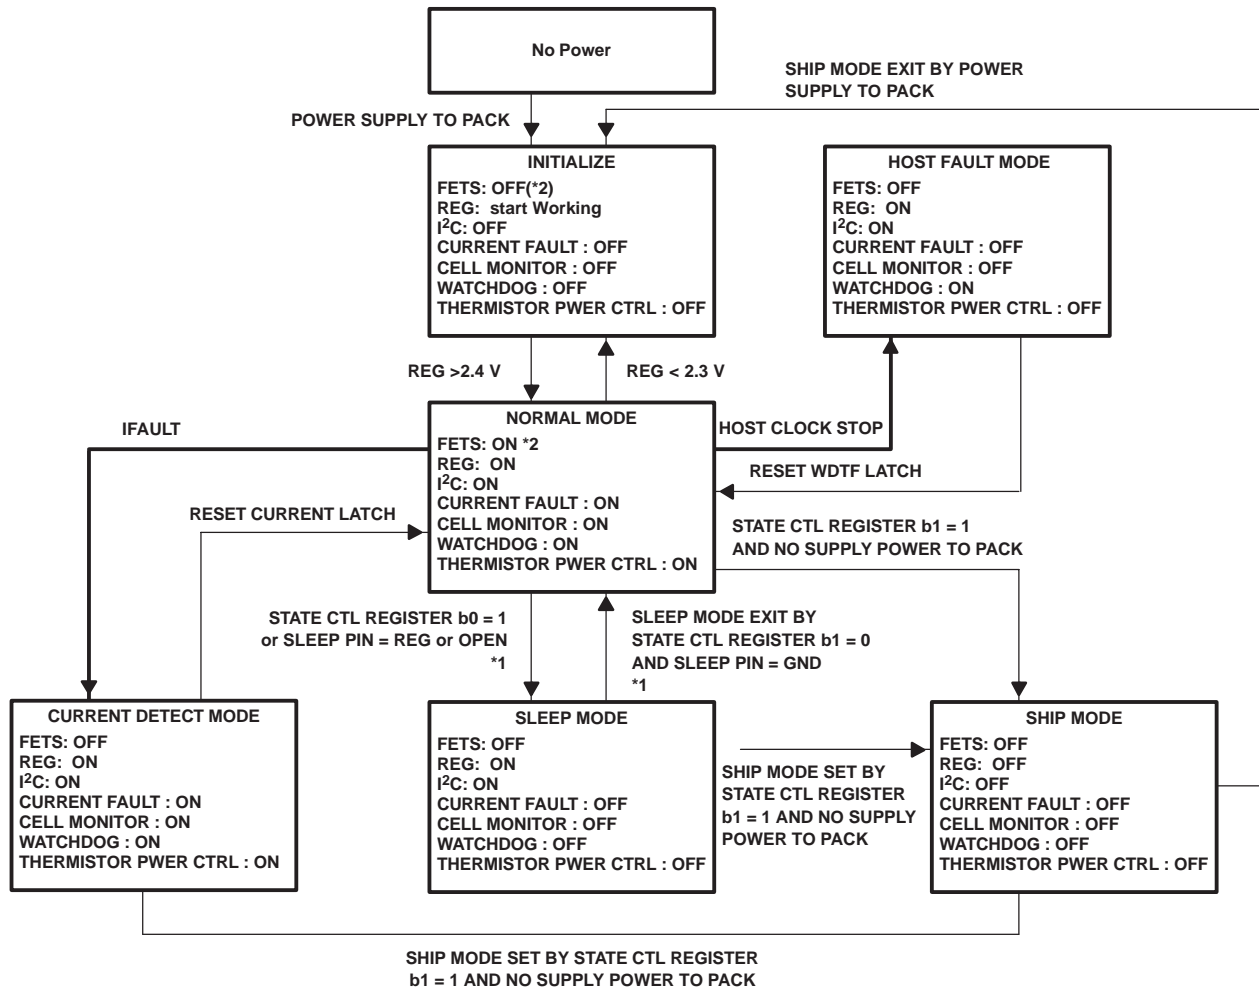 No Power
SHIP MODE EXIT BY POWER
SUPPLY TO PACK
POWER SUPPLY TO PACK
INITIALIZE
FETS: OFF(*2)
REG: start Working
I2C: OFF
CURRENT FAULT : OFF
CELL MONITOR : OFF
WATCHDOG : OFF
THERMISTOR PWER CTRL : OFF
HOST FAULT MODE
FETS: OFF
REG: ON
I2C: ON
CURRENT FAULT : OFF
CELL MONITOR : OFF
WATCHDOG : ON
THERMISTOR PWER CTRL : OFF
REG >2.4 V
REG < 2.3 V
IFAULT
NORMAL MODE
FETS: ON *2
REG: ON
I2C: ON
CURRENT FAULT : ON
CELL MONITOR : ON
WATCHDOG : ON
THERMISTOR PWER CTRL : ON
HOST CLOCK STOP
RESET WDTF LATCH
RESET CURRENT LATCH
STATE CTL REGISTER b1 = 1
AND NO SUPPLY POWER TO PACK
STATE CTL REGISTER b0 = 1
or SLEEP PIN = REG or OPEN
*1
SLEEP MODE EXIT BY
STATE CTL REGISTER b1 = 0
AND SLEEP PIN = GND
*1
CURRENT DETECT MODE
FETS: OFF
REG: ON
I2C: ON
CURRENT FAULT : ON
CELL MONITOR : ON
WATCHDOG : ON
THERMISTOR PWER CTRL : ON
SLEEP MODE
FETS: OFF
REG: ON
I2C: ON
CURRENT FAULT : OFF
CELL MONITOR : OFF
WATCHDOG : OFF
THERMISTOR PWER CTRL : OFF
SHIP MODE SET BY
STATE CTL REGISTER
b1 = 1 AND NO SUPPLY
POWER TO PACK
SHIP MODE
FETS: OFF
REG: OFF
I2C: OFF
CURRENT FAULT : OFF
CELL MONITOR : OFF
WATCHDOG : OFF
THERMISTOR PWER CTRL : OFF
SHIP MODE SET BY STATE CTL REGISTER
b1 = 1 AND NO SUPPLY POWER TO PACK